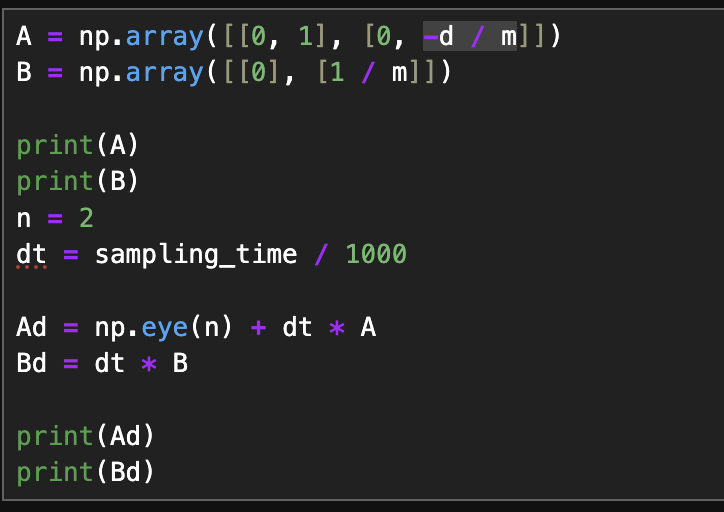 A = np.array([[0, 1], [0, -d / m]])
B = np.array([[0], [1 / m]])
print(A)
print(B)
n = 2
dt = sampling_time / 1000
Ad = np.eye(n) + dt * A
Bd = dt * B
print(Ad)
print(Bd)